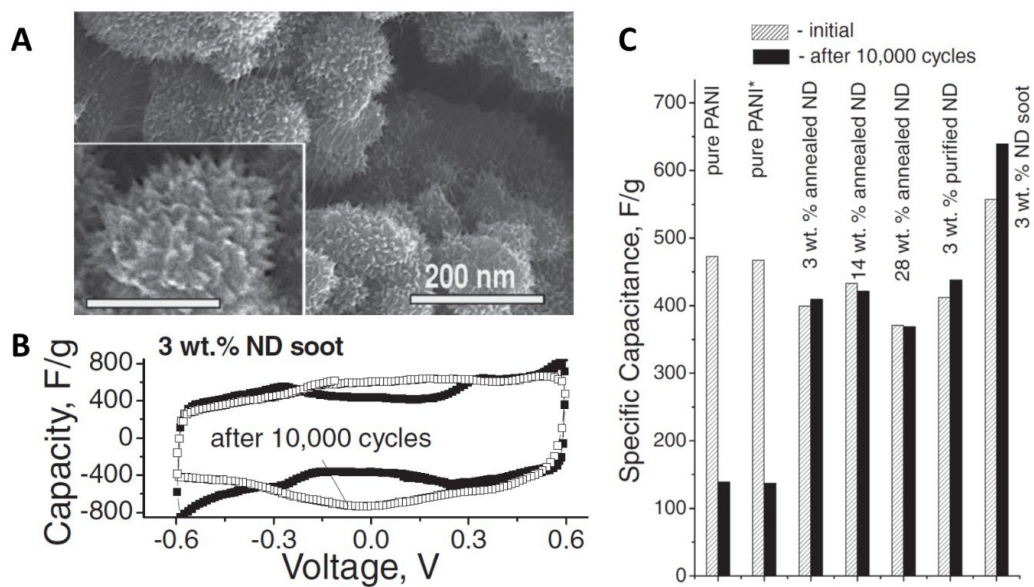 A
200 nm
B
3 wt.% ND soot
Capacity, F/g
800
400
0
-400
-800
after 10,000 cycles
-0.6
-0.3
0.0
0.3
0.6
Voltage, V
C
- initial
- after 10,000 cycles
Specific Capacitance, F/g
700
600
500
400
300
200
100
0
pure PANI
pure PANI*
3 wt. % annealed ND
14 wt. % annealed ND
28 wt. % annealed ND
3 wt. % purified ND
3 wt. % ND soot